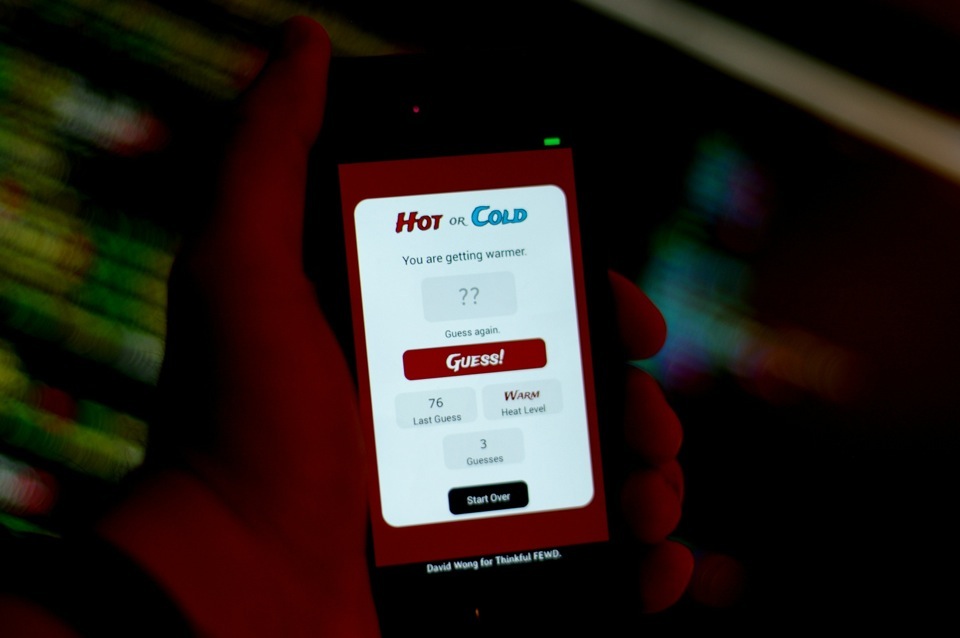 Hot or Cold
You are getting warmer.
??
Guess again.
Guess!
76
Last Guess
Warm
Heat Level
3
Guesses
Start Over
David Wong for Thinkful FEWD.